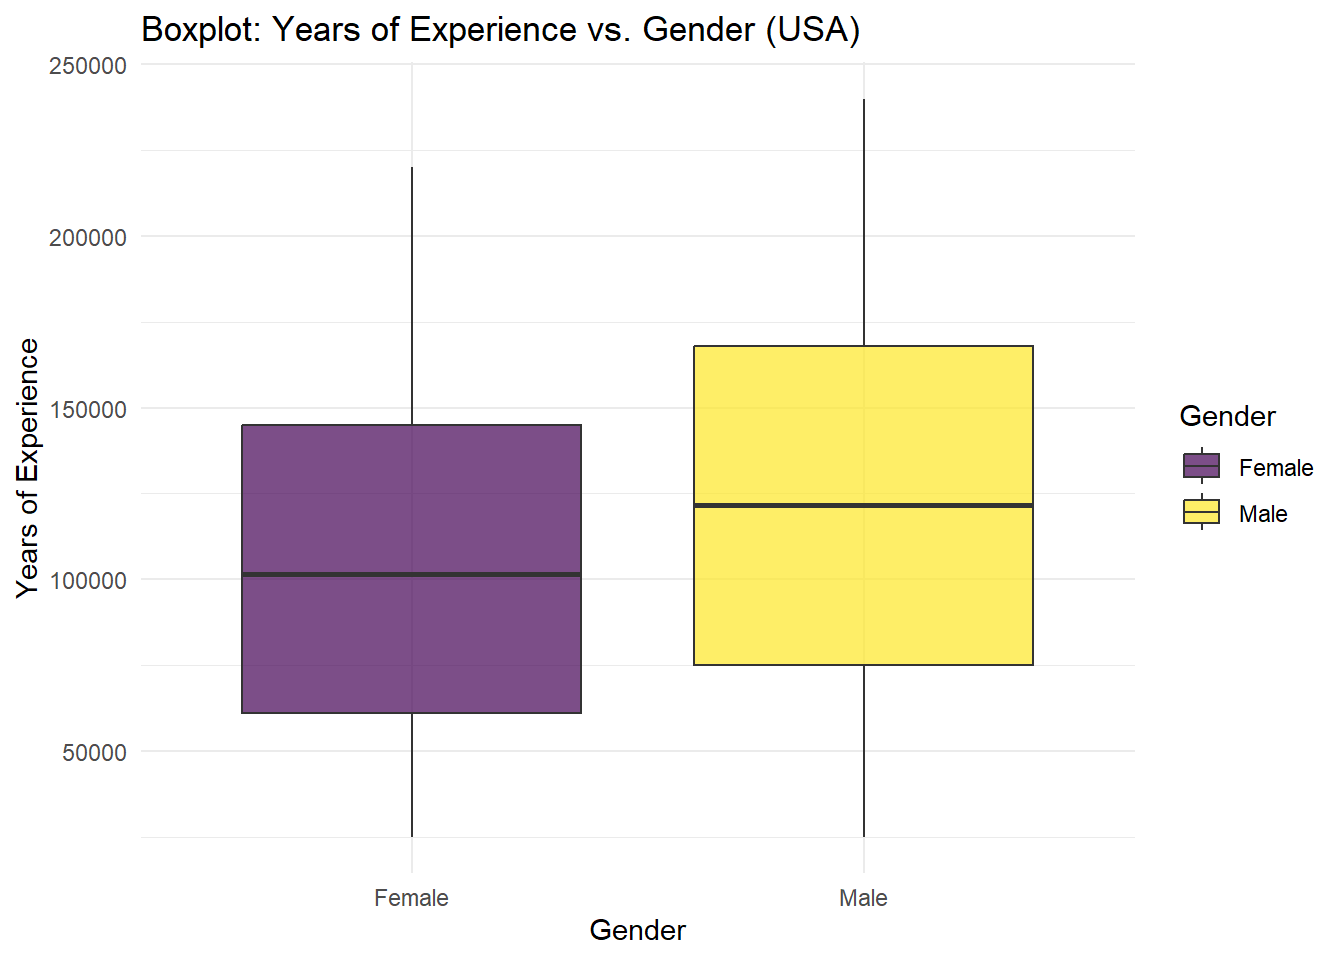 Boxplot: Years of Experience vs. Gender (USA)
Years of Experience
250000
200000
150000
100000
50000
Female
Male
Gender
Gender
Female
Male